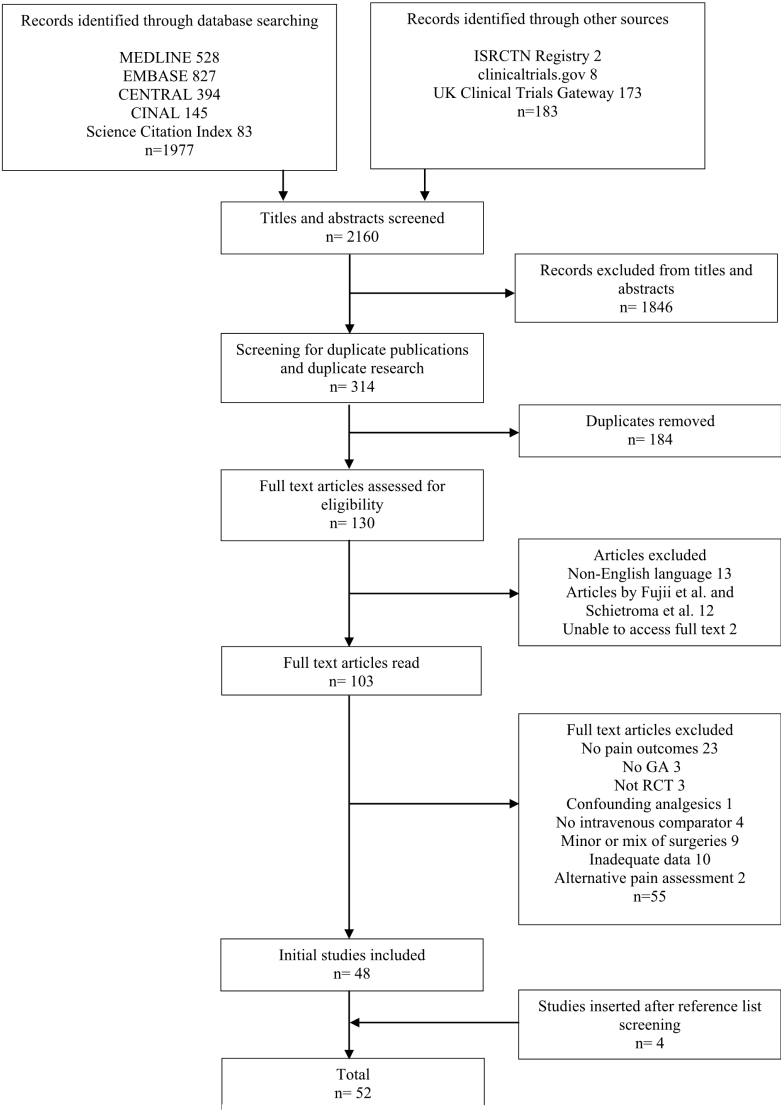 Records identified through database searching
MEDLINE 528
EMBASE 827
CENTRAL 394
CINAL 145
Science Citation Index 83
n=1977
Records identified through other sources
ISRCTN Registry 2
clinicaltrials.gov 8
UK Clinical Trials Gateway 173
n=183
Titles and abstracts screened
n= 2160
Records excluded from titles and
abstracts
n= 1846
Screening for duplicate publications
and duplicate research
n= 314
Duplicates removed
n= 184
Full text articles assessed for
eligibility
n= 130
Articles excluded
Non-English language 13
Articles by Fujii et al. and
Schietroma et al. 12
Unable to access full text 2
Full text articles read
n= 103
Full text articles excluded
No pain outcomes 23
No GA 3
Not RCT 3
Confounding analgesics 1
No intravenous comparator 4
Minor or mix of surgeries 9
Inadequate data 10
Alternative pain assessment 2
n=55
Initial studies included
n= 48
Studies inserted after reference list
screening
n= 4
Total
n= 52